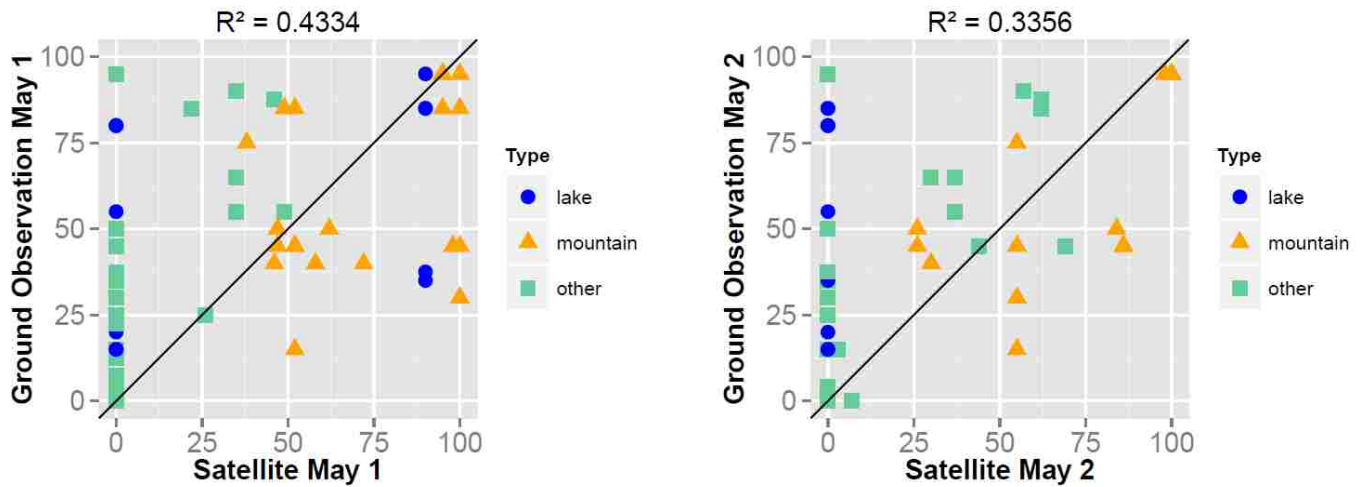 R² = 0.4334
Ground Observation May 1
100
75
50
25
0
0 25 50 75 100
Satellite May 1
Type
lake
mountain
other
R² = 0.3356
Ground Observation May 2
100
75
50
25
0
0 25 50 75 100
Satellite May 2
Type
lake
mountain
other